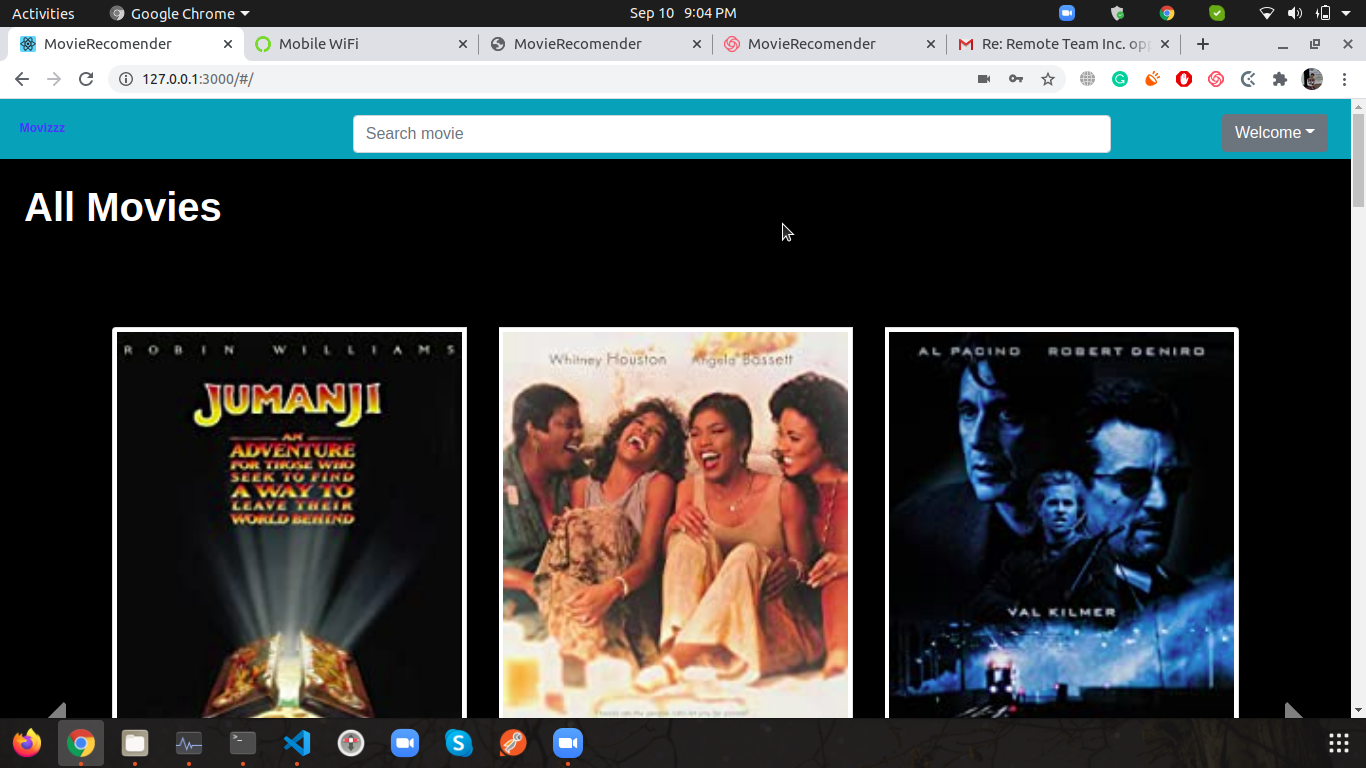 Activities Google Chrome Sep 10 9:04 PM
MovieRecomender Mobile WiFi MovieRecomender MovieRecomender Re: Remote Team Inc. opp
127.0.0.1:3000/#/
Movizzz Search movie Welcome
All Movies
ROBIN WILLIAMS
JUMANJI
AN
ADVENTURE
FOR THOSE WHO
SEEK TO FIND
A WAY TO
LEAVE THEIR
WORLD BEHIND
Whitney Houston Angela Bassett
AL PACINO ROBERT DENIRO
VAL KILMER